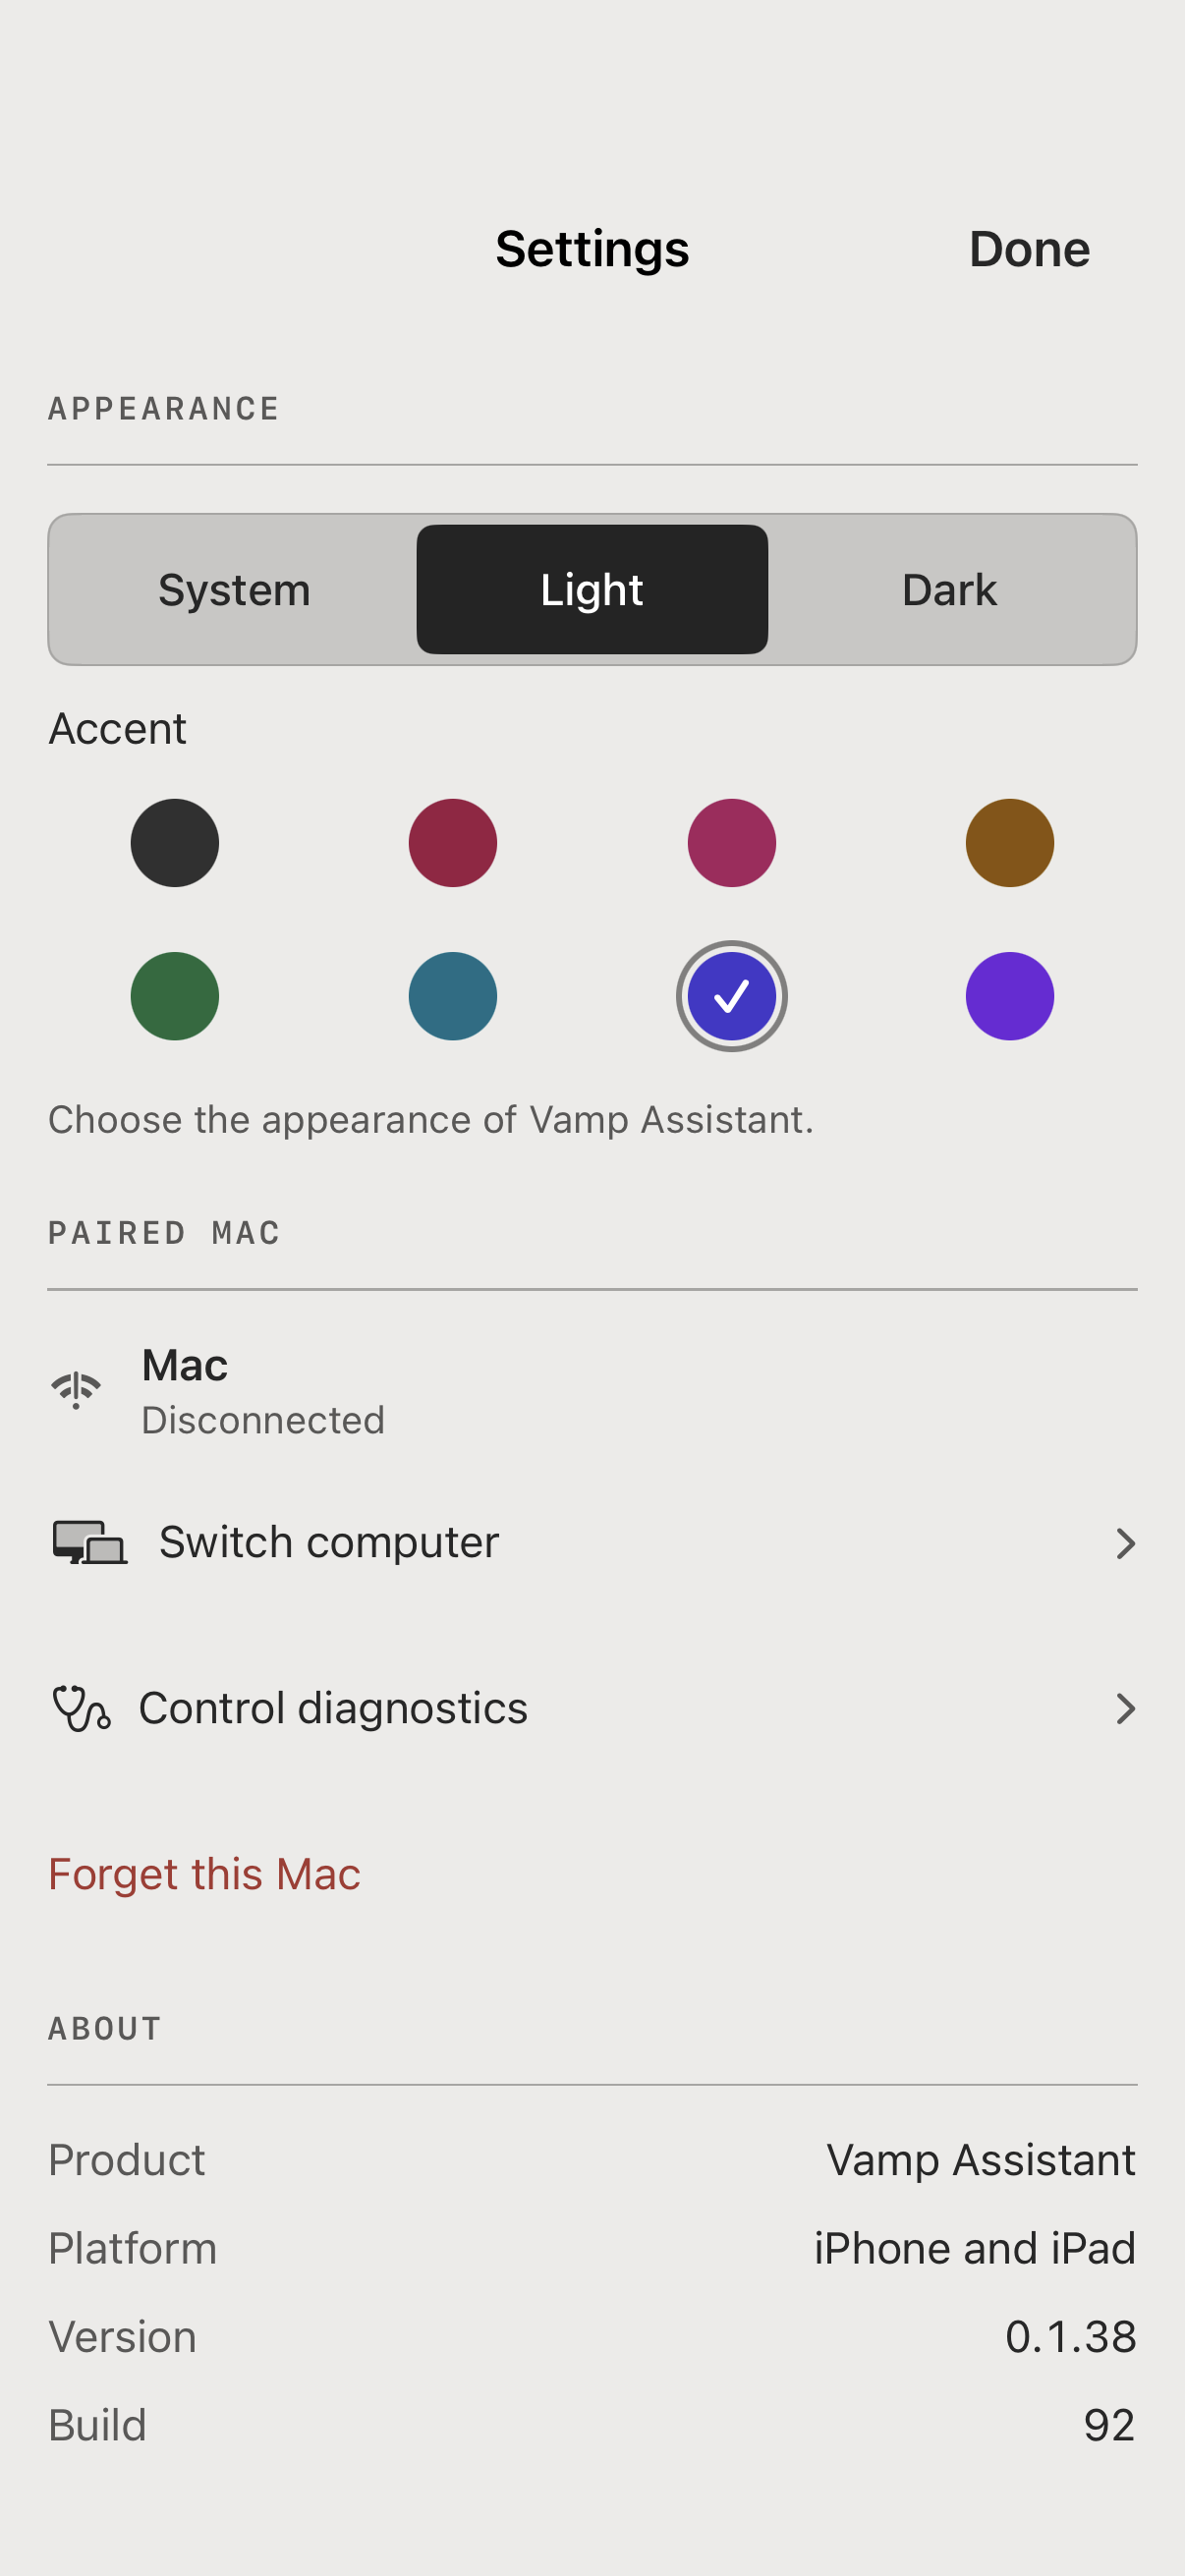 Settings
Done
APPEARANCE
System
Light
Dark
Accent
Choose the appearance of Vamp Assistant.
PAIRED MAC
Mac
Disconnected
Switch computer
Control diagnostics
Forget this Mac
ABOUT
Product
Vamp Assistant
Platform
iPhone and iPad
Version
0.1.38
Build
92